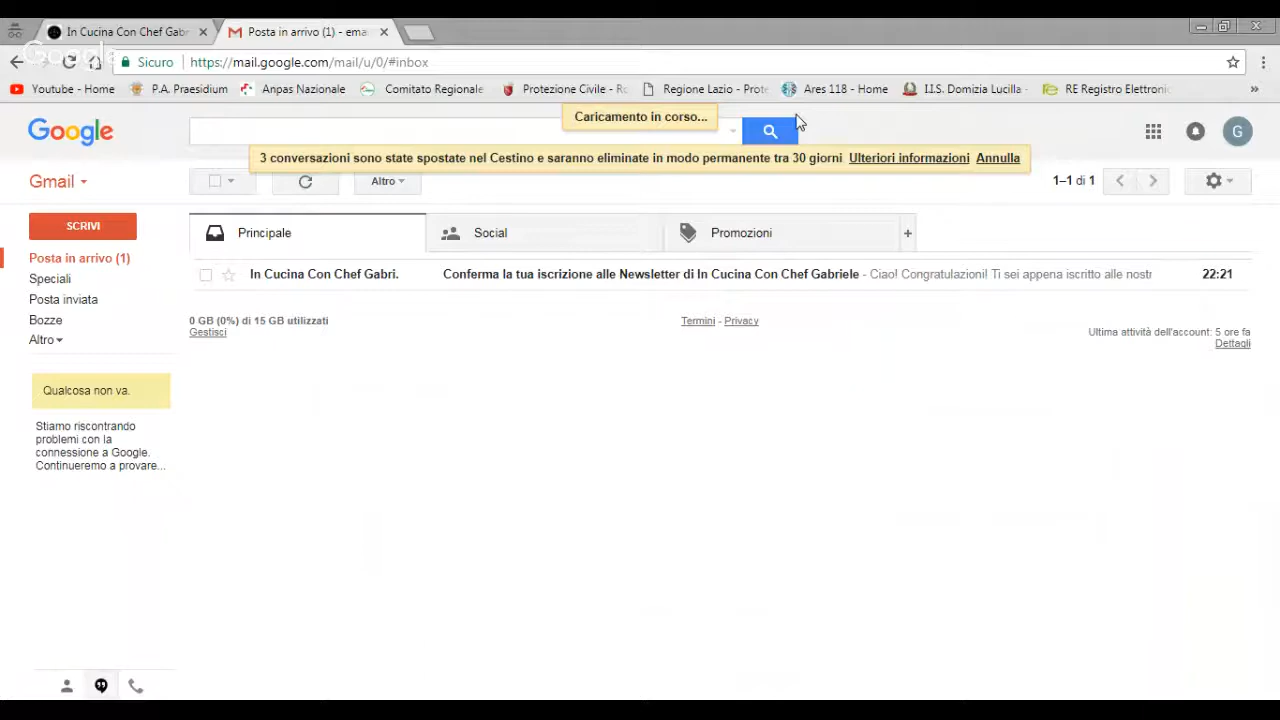 In Cucina Con Chef Gabr
Posta in arrivo (1) - ema
Google
Sicuro
https://mail.google.com/mail/u/0/#inbox
Youtube - Home
P.A. Praesidium
Anpas Nazionale
Comitato Regionale
Protezione Civile - Ro
Regione Lazio - Prote
Ares 118 - Home
I.I.S. Domizia Lucilla -
RE Registro Elettronic
»
Caricamento in corso...
Google
G
3 conversazioni sono state spostate nel Cestino e saranno eliminate in modo permanente tra 30 giorni Ulteriori informazioni Annulla
Gmail
Altro
1–1 di 1
SCRIVI
Principale
Social
Promozioni
+
Posta in arrivo (1)
Speciali
Posta inviata
Bozze
Altro
In Cucina Con Chef Gabri.
Conferma la tua iscrizione alle Newsletter di In Cucina Con Chef Gabriele - Ciao! Congratulazioni! Ti sei appena iscritto alle nostr
22:21
0 GB (0%) di 15 GB utilizzati
Gestisci
Termini - Privacy
Ultima attività dell'account: 5 ore fa
Dettagli
Qualcosa non va.
Stiamo riscontrando
problemi con la
connessione a Google.
Continueremo a provare...